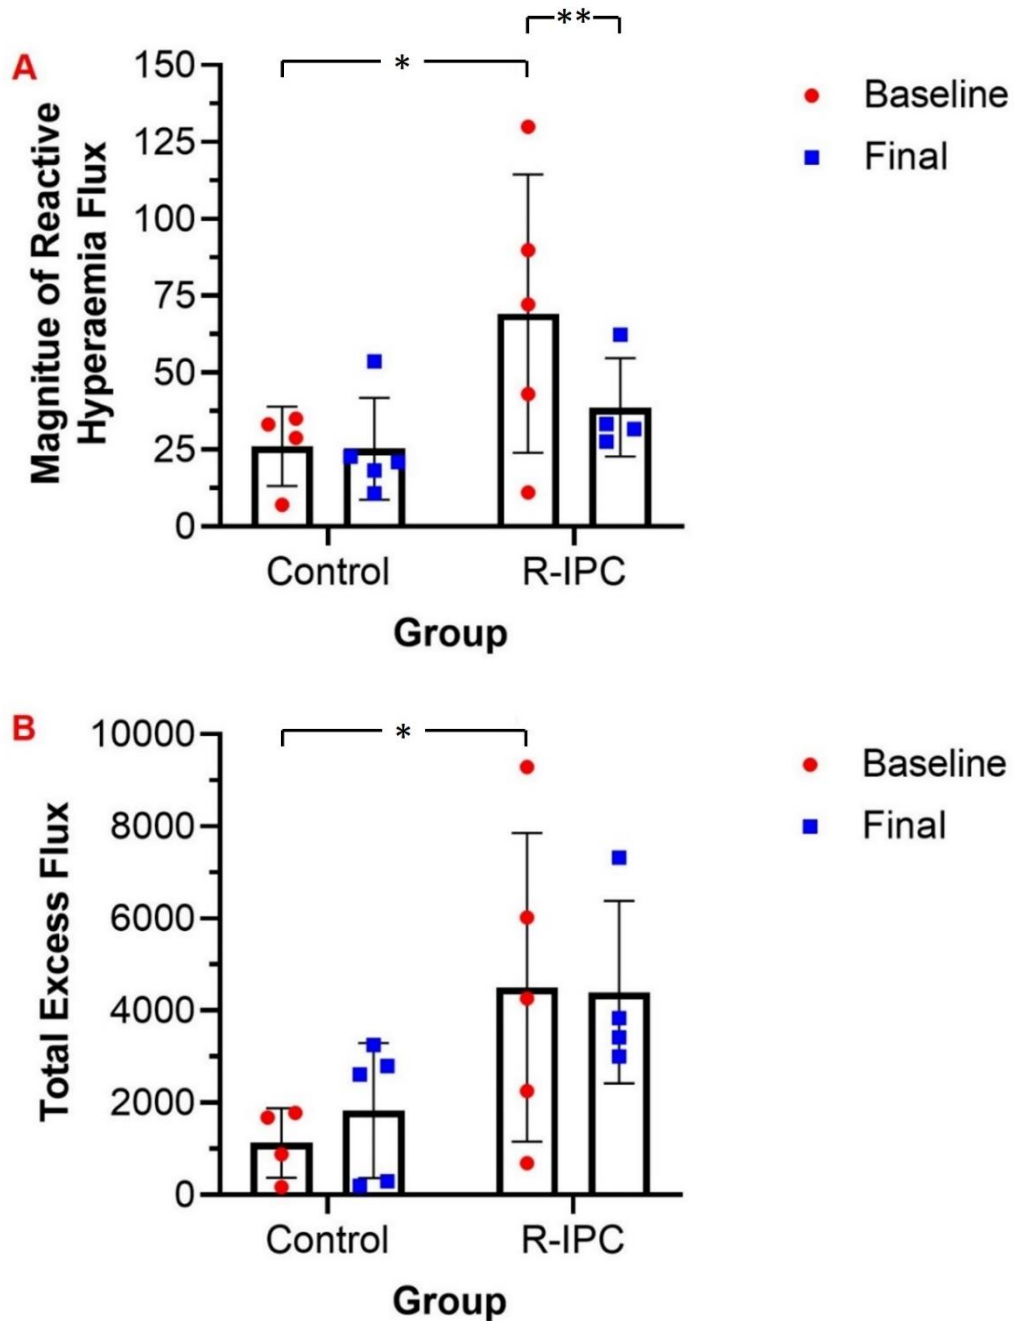 **
A
*
150
125
100
75
50
25
0
Magnitue of Reactive
Hyperaemia Flux
Baseline
Final
Control
R-IPC
Group
B
*
10000
8000
6000
4000
2000
0
Total Excess Flux
Baseline
Final
Control
R-IPC
Group